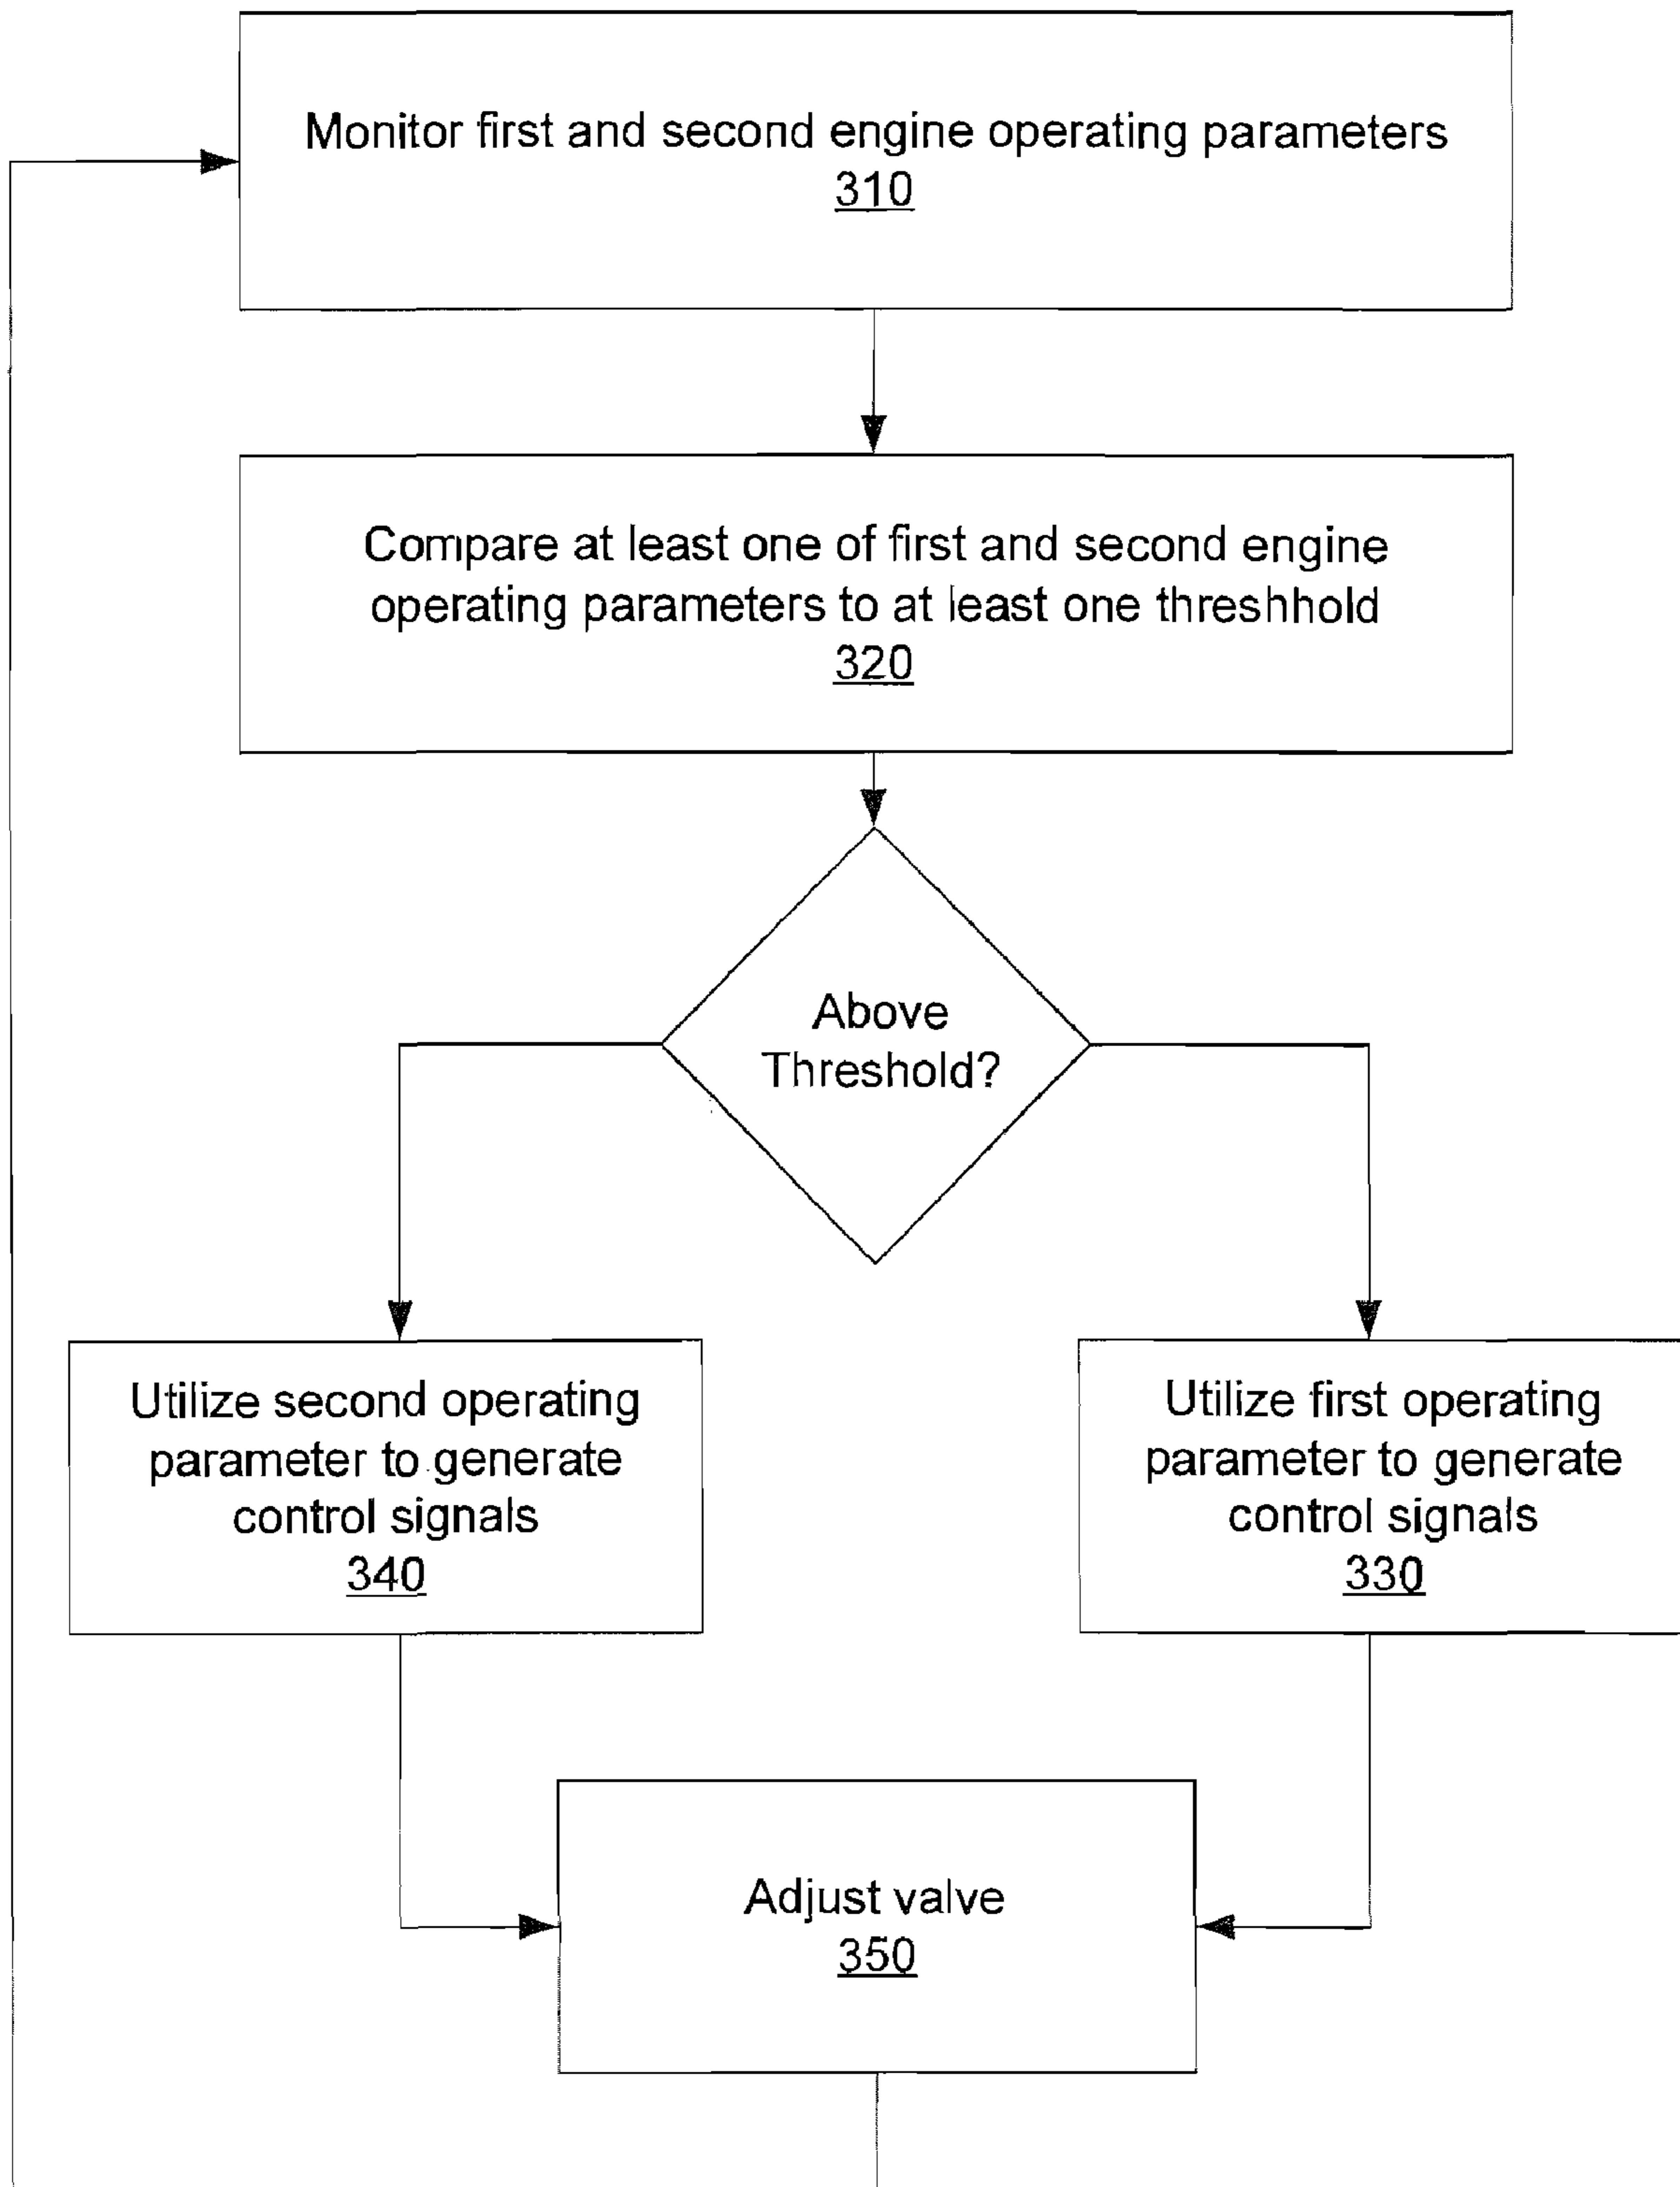 Monitor first and second engine operating parameters
310
Compare at least one of first and second engine
operating parameters to at least one threshhold
320
Above
Threshold?
Utilize second operating
parameter to generate
control signals
340
Utilize first operating
parameter to generate
control signals
330
Adjust valve
350